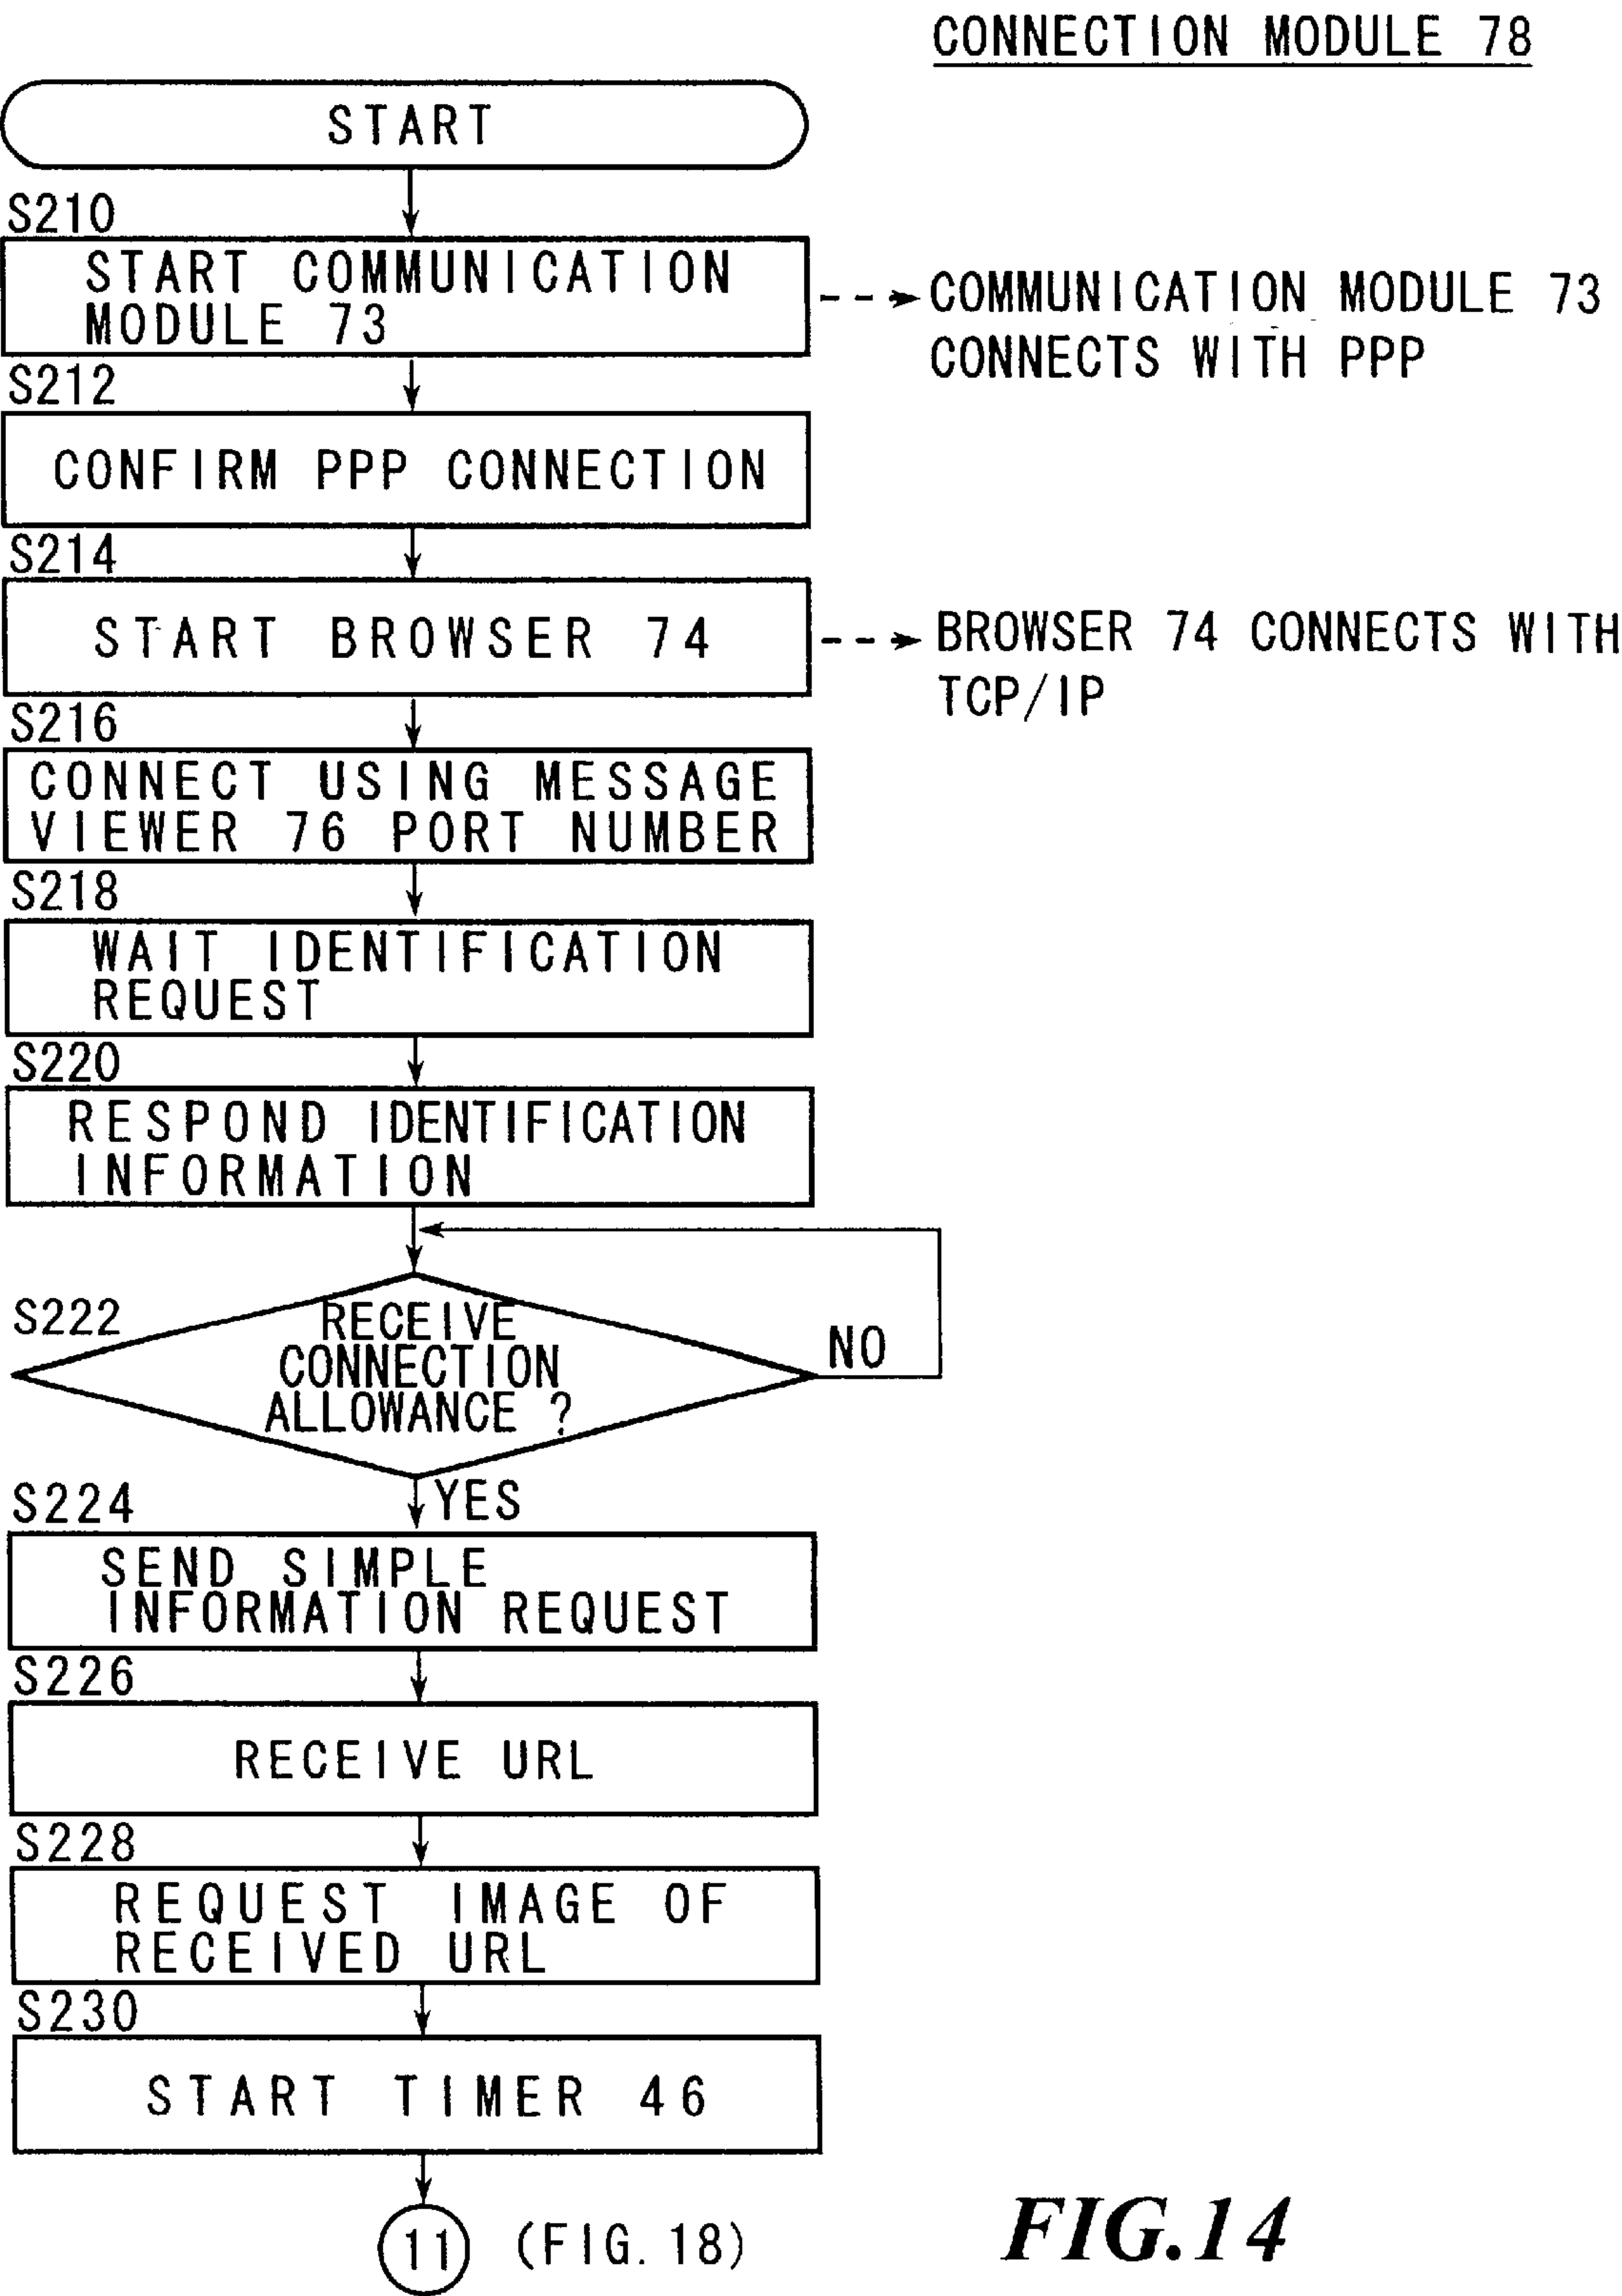 CONNECTION MODULE 78
START
S210
START COMMUNICATION
MODULE 73
COMMUNICATION MODULE 73
CONNECTS WITH PPP
S212
CONFIRM PPP CONNECTION
S214
START BROWSER 74
BROWSER 74 CONNECTS WITH
TCP/IP
S216
CONNECT USING MESSAGE
VIEWER 76 PORT NUMBER
S218
WAIT IDENTIFICATION
REQUEST
S220
RESPOND IDENTIFICATION
INFORMATION
S222
RECEIVE
CONNECTION
ALLOWANCE ?
NO
YES
S224
SEND SIMPLE
INFORMATION REQUEST
S226
RECEIVE URL
S228
REQUEST IMAGE OF
RECEIVED URL
S230
START TIMER 46
11 (FIG. 18)
FIG.14